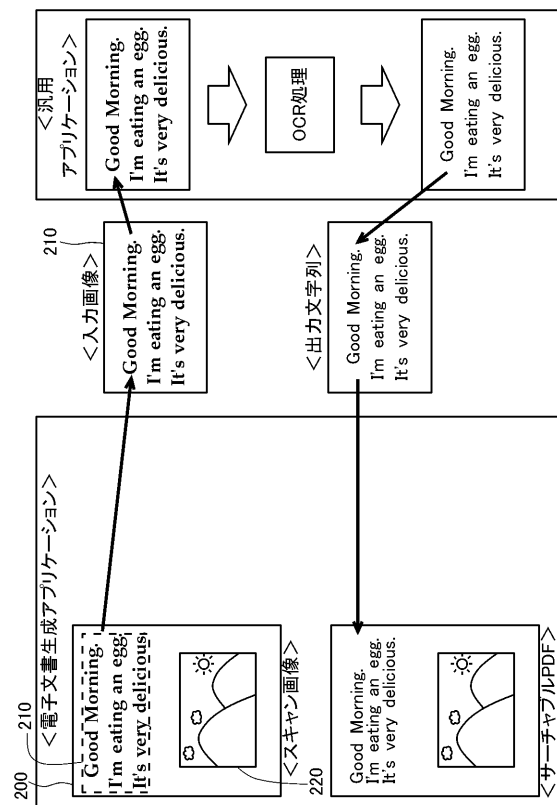 <電子文書生成アプリケーション>
200
210
Good Morning.
I'm eating an egg.
It's very delicious.
220
<スキャン画像>
<入力画像>
210
Good Morning.
I'm eating an egg.
It's very delicious.
<汎用
アプリケーション>
Good Morning.
I'm eating an egg.
It's very delicious.
OCR処理
Good Morning.
I'm eating an egg.
It's very delicious.
<出力文字列>
Good Morning.
I'm eating an egg.
It's very delicious.
Good Morning.
I'm eating an egg.
It's very delicious.
<サーチャブルPDF>